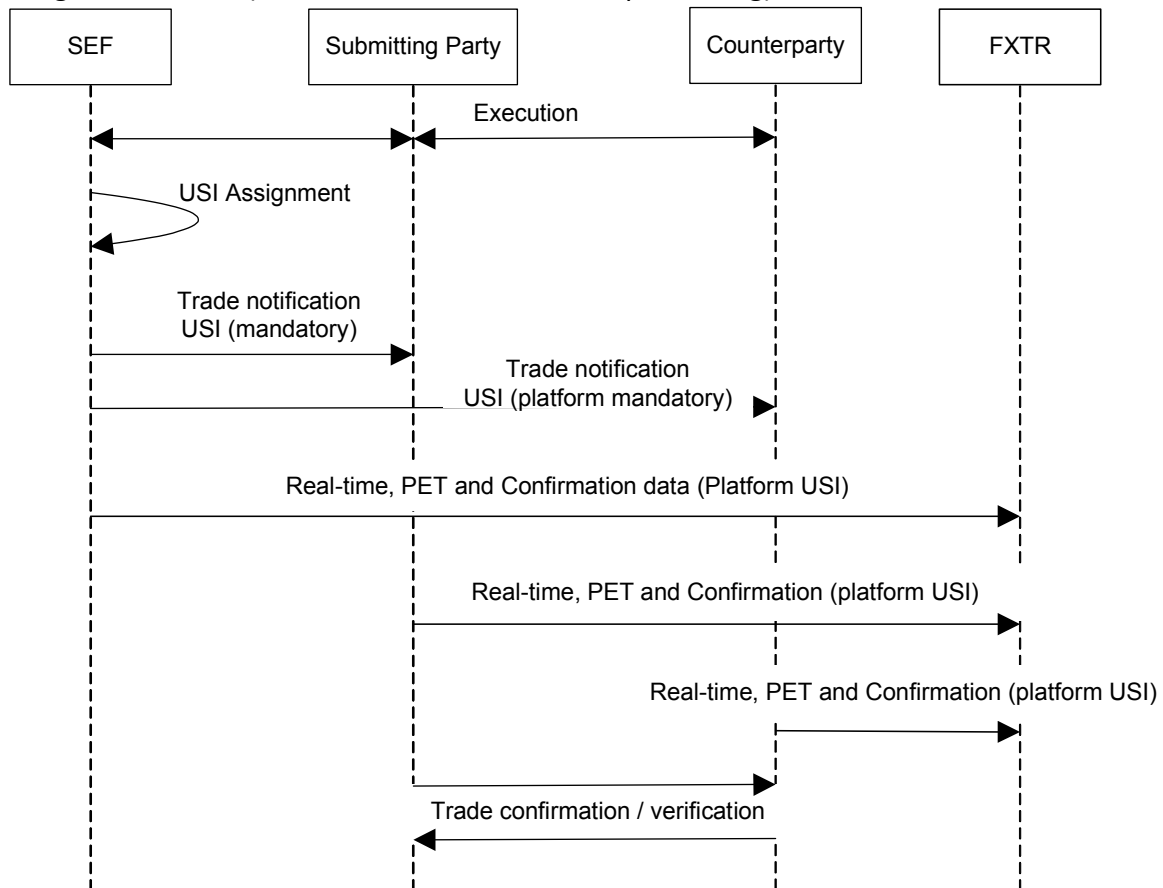 SEF
Submitting Party
Counterparty
FXTR
Execution
USI Assignment
Trade notification
USI (mandatory)
Trade notification
USI (platform mandatory)
Real-time, PET and Confirmation data (Platform USI)
Real-time, PET and Confirmation (platform USI)
Real-time, PET and Confirmation (platform USI)
Trade confirmation / verification